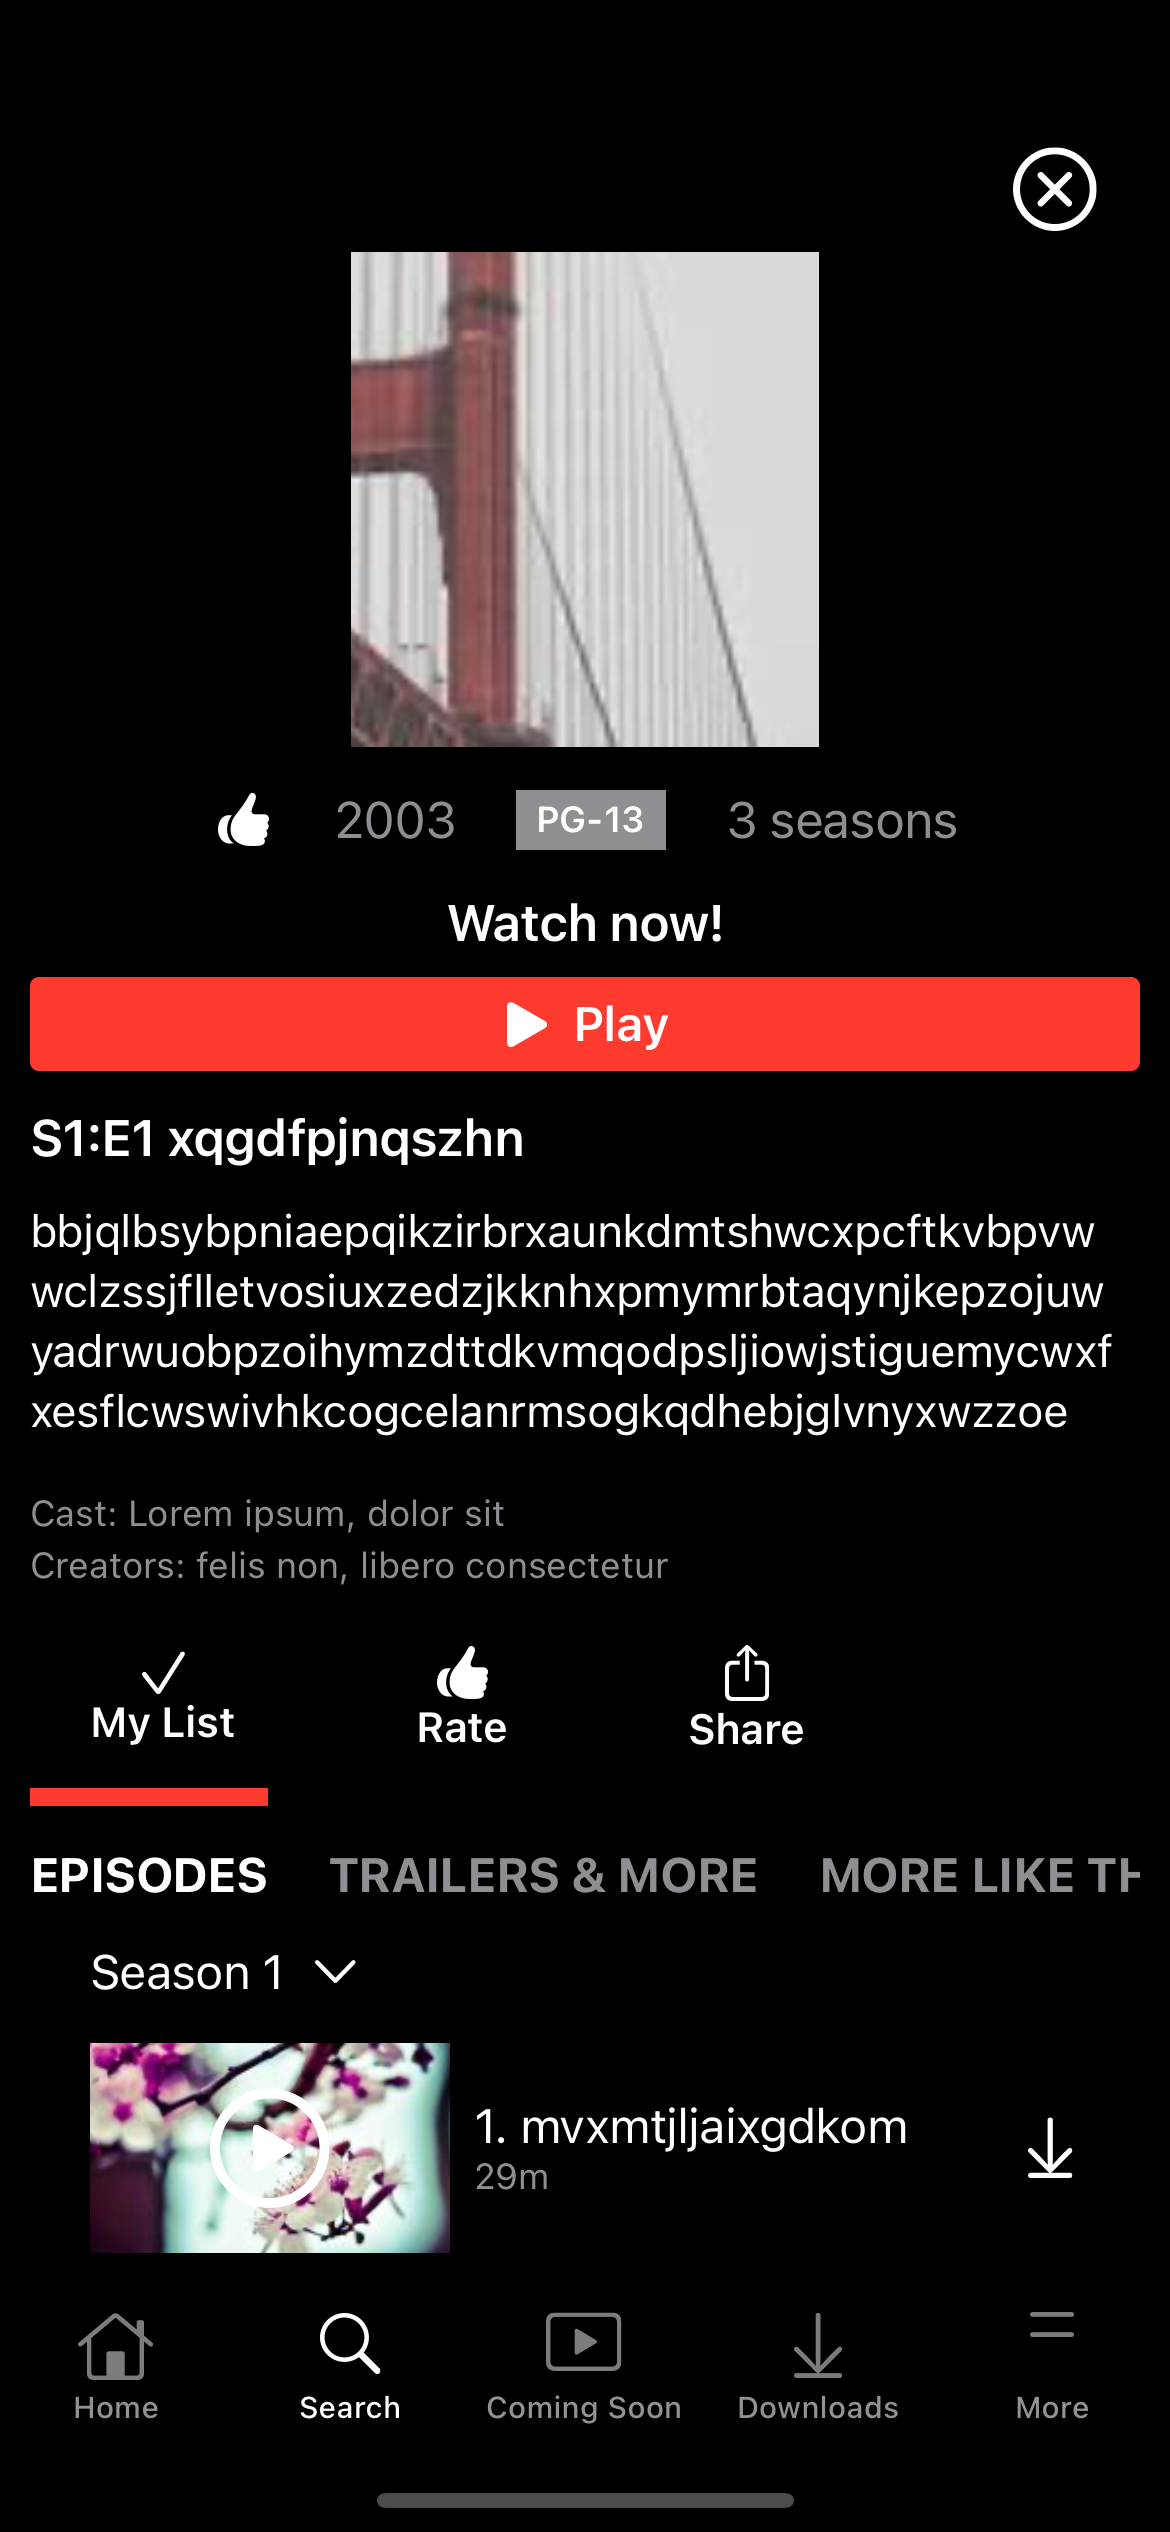 2003 PG-13 3 seasons
Watch now!
Play
S1:E1 xqgdfpjnqszhn
bbjqlbsybpniaepqikzirbrxaunkdmtshwcxpcftkvbpvw
wclzssjflletvosiuxzedzjkknhxpmymrbtaqynjkepzojuw
yadrwuobpzoihymzdttdkvmqodpsljiowjstiguemycwxf
xesflcwswivhkcogcelanrmsogkqdhebjglvnyxwzzoe
Cast: Lorem ipsum, dolor sit
Creators: felis non, libero consectetur
My List Rate Share
EPISODES TRAILERS & MORE MORE LIKE TH
Season 1
1. mvxmtjljaixgdkom
29m
Home Search Coming Soon Downloads More